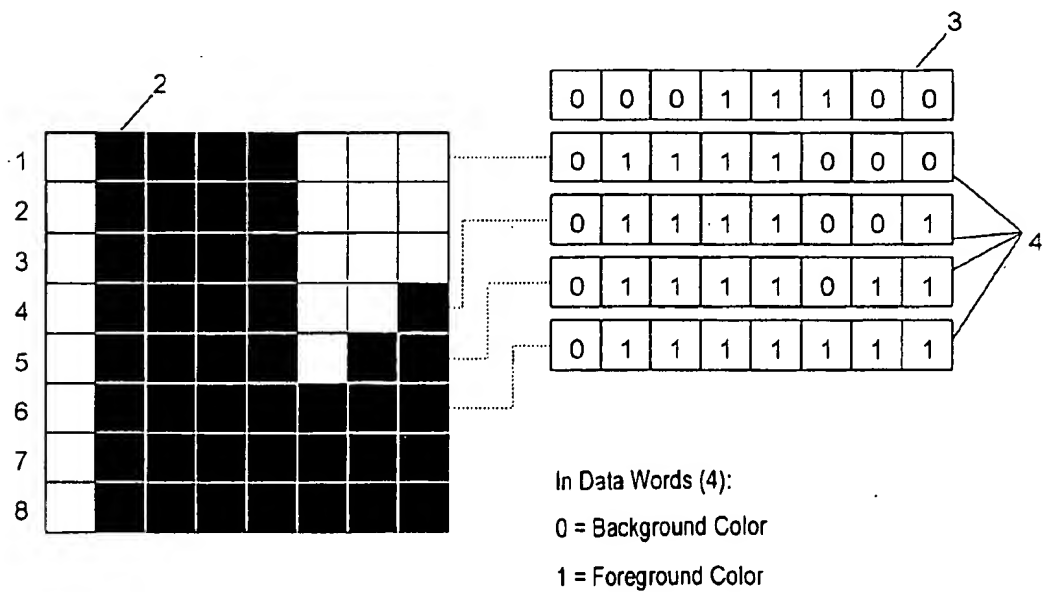 3
2
0 0 0 1 1 1 0 0
1
0 1 1 1 1 0 0 0
2
0 1 1 1 1 0 0 1
3
4
4
0 1 1 1 1 0 1 1
5
0 1 1 1 1 1 1 1
6
7
8
In Data Words (4):
0 = Background Color
1 = Foreground Color